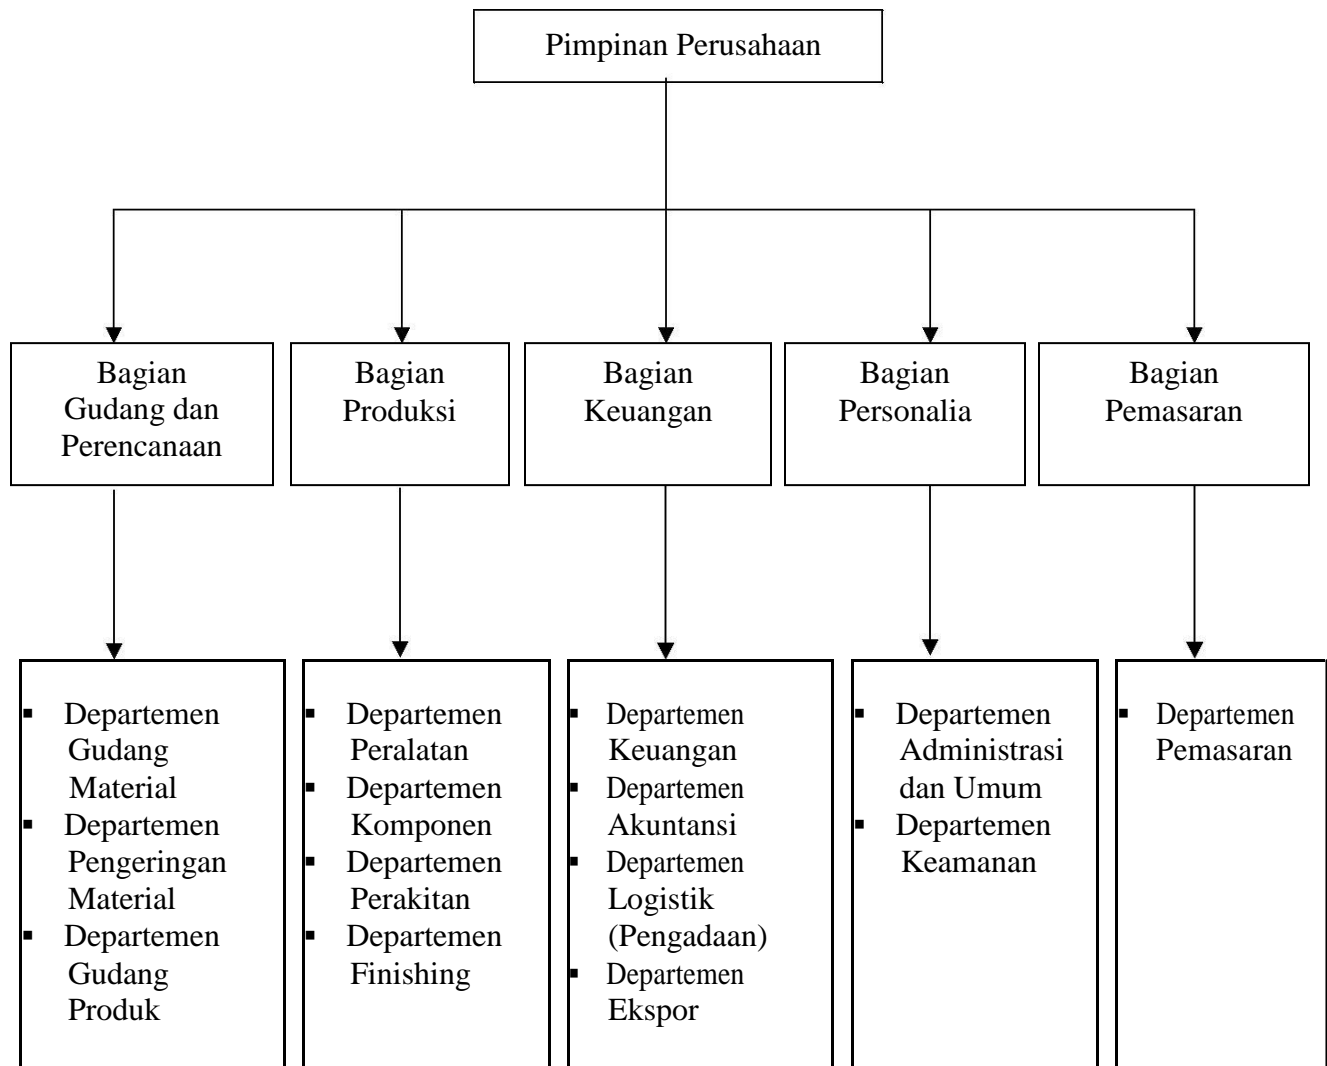 Pimpinan Perusahaan
Bagian
Gudang dan
Perencanaan
Bagian
Produksi
Bagian
Keuangan
Bagian
Personalia
Bagian
Pemasaran
▪ Departemen
Gudang
Material
▪ Departemen
Pengeringan
Material
▪ Departemen
Gudang
Produk
▪ Departemen
Peralatan
▪ Departemen
Komponen
▪ Departemen
Perakitan
▪ Departemen
Finishing
▪ Departemen
Keuangan
▪ Departemen
Akuntansi
▪ Departemen
Logistik
(Pengadaan)
▪ Departemen
Ekspor
▪ Departemen
Administrasi
dan Umum
▪ Departemen
Keamanan
▪ Departemen
Pemasaran